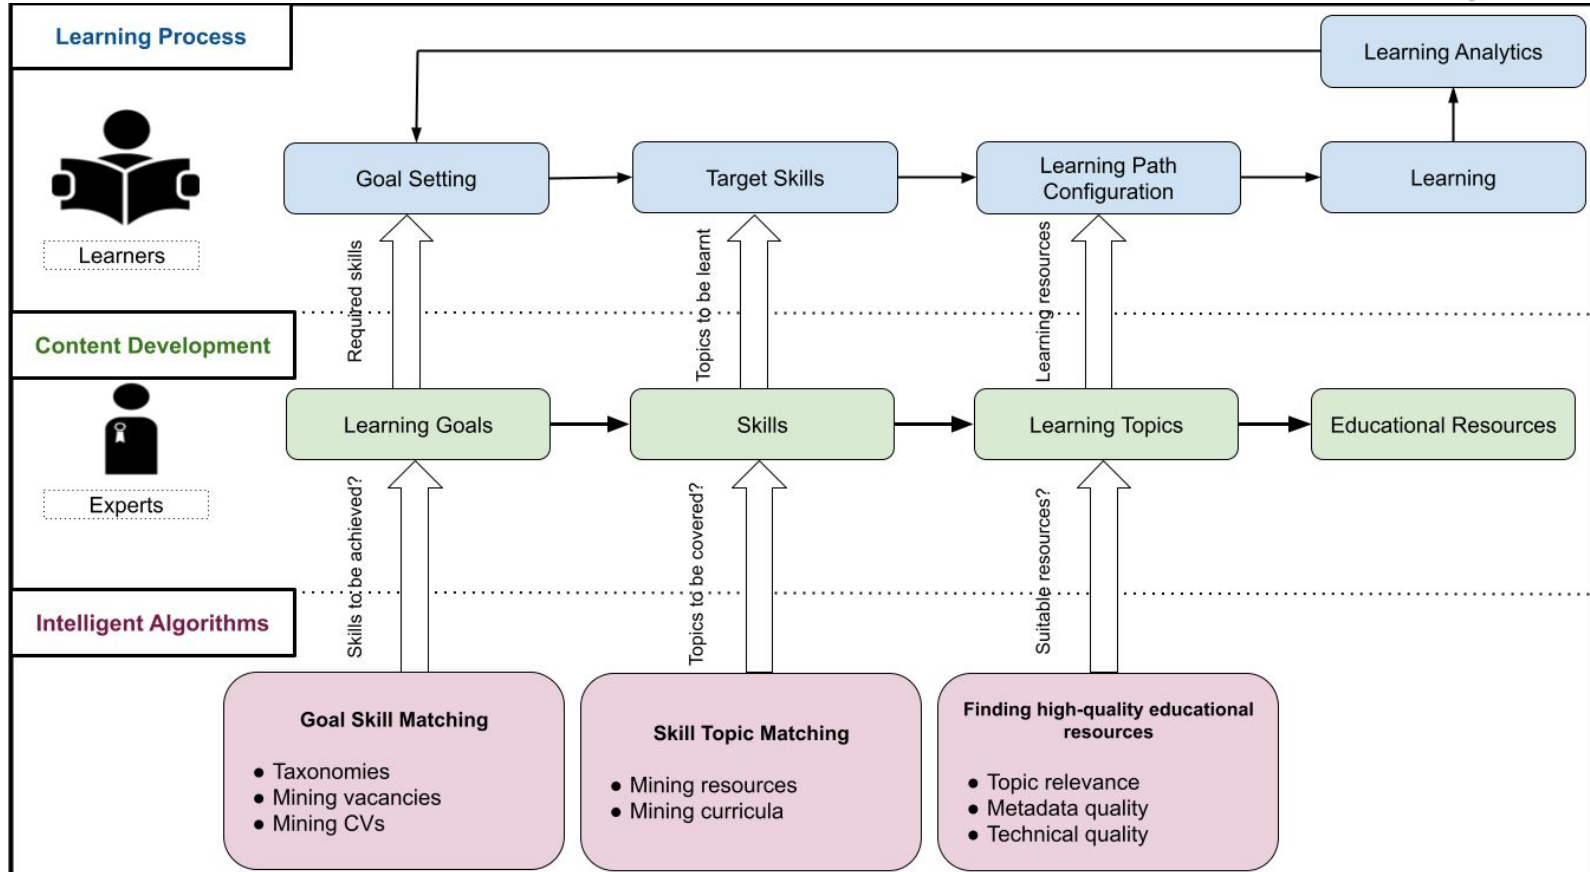 Learning Process
Learning Analytics
Goal Setting
Target Skills
Learning Path
Configuration
Learning
Learners
Required skills
Topics to be learnt
Learning resources
Content Development
Learning Goals
Skills
Learning Topics
Educational Resources
Experts
Skills to be achieved?
Topics to be covered?
Suitable resources?
Intelligent Algorithms
Goal Skill Matching
● Taxonomies
● Mining vacancies
● Mining CVs
Skill Topic Matching
● Mining resources
● Mining curricula
Finding high-quality educational
resources
● Topic relevance
● Metadata quality
● Technical quality